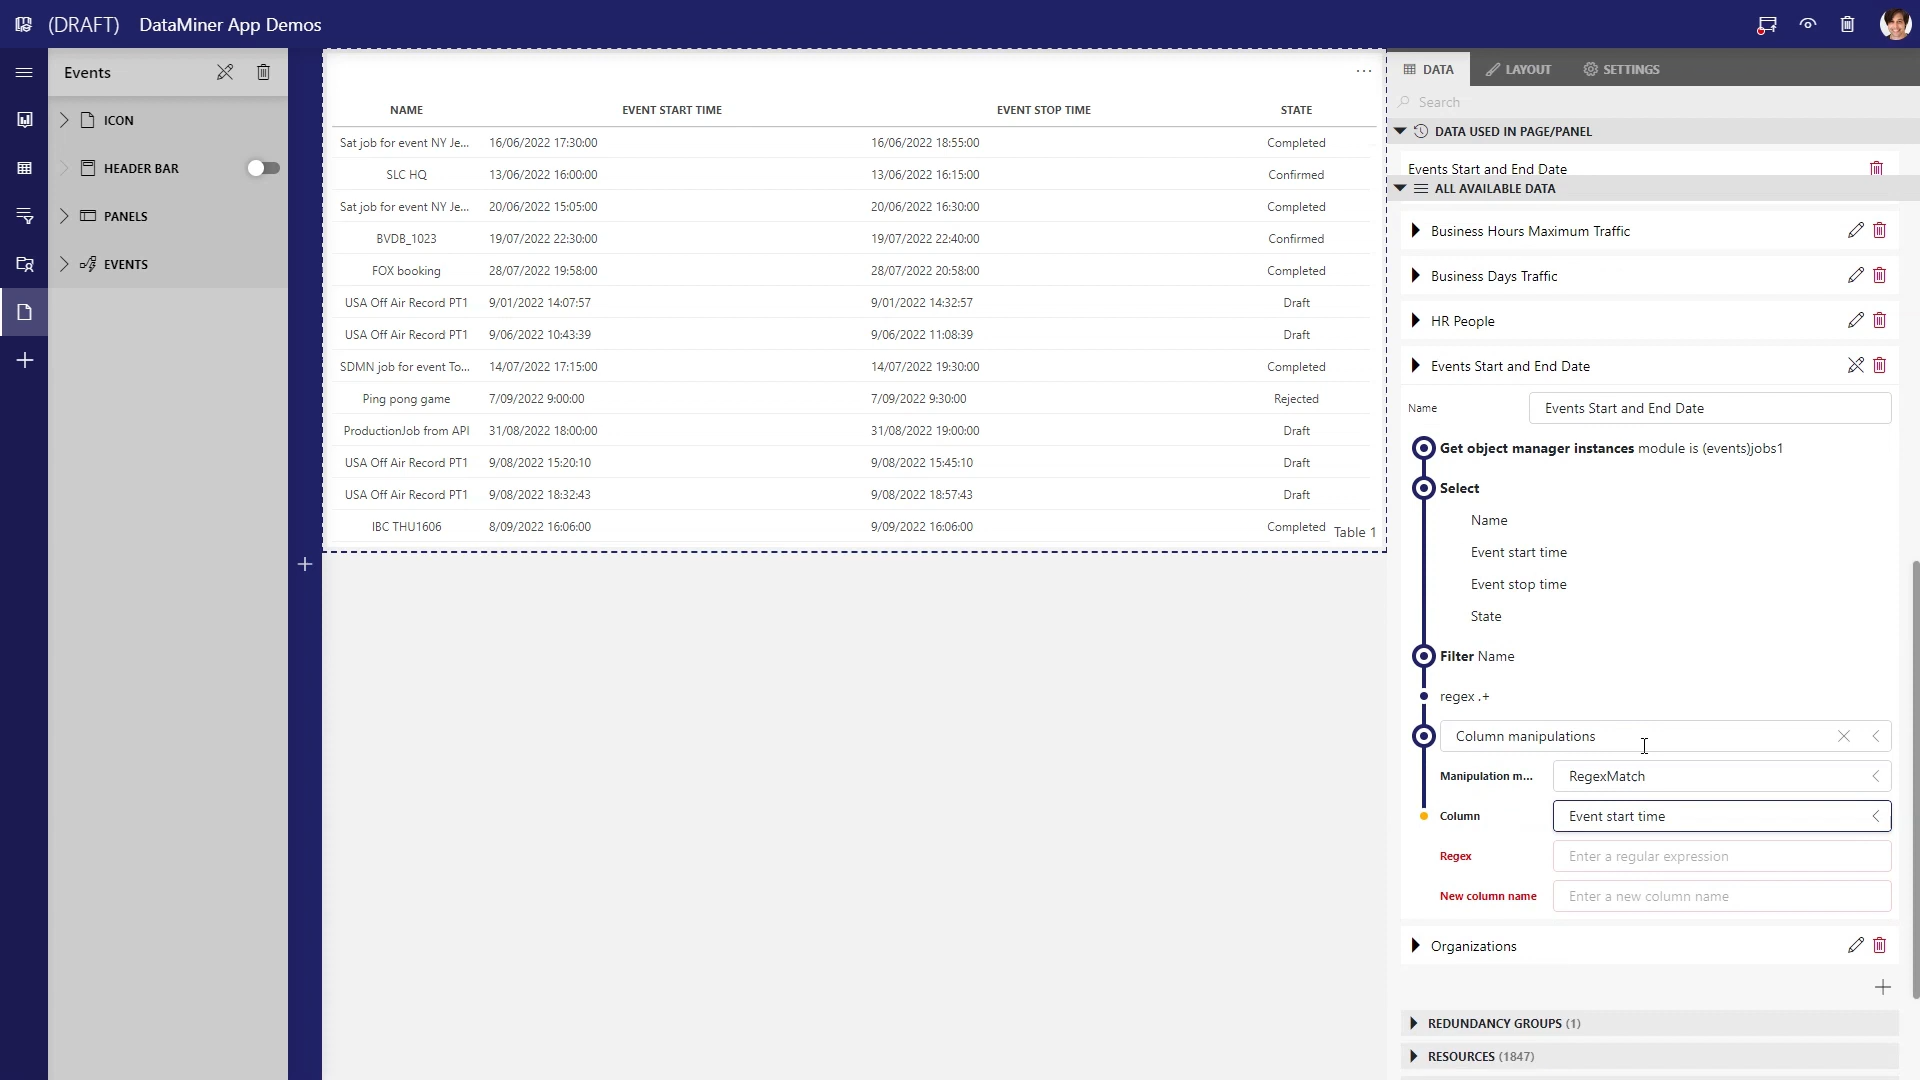 (DRAFT) DataMiner App Demos
Events
ICON
HEADER BAR
PANELS
EVENTS
...
NAME EVENT START TIME EVENT STOP TIME STATE
Sat job for event NY Je... 16/06/2022 17:30:00 16/06/2022 18:55:00 Completed
SLC HQ 13/06/2022 16:00:00 13/06/2022 16:15:00 Confirmed
Sat job for event NY Je... 20/06/2022 15:05:00 20/06/2022 16:30:00 Completed
BVDB_1023 19/07/2022 22:30:00 19/07/2022 22:40:00 Confirmed
FOX booking 28/07/2022 19:58:00 28/07/2022 20:58:00 Completed
USA Off Air Record PT1 9/01/2022 14:07:57 9/01/2022 14:32:57 Draft
USA Off Air Record PT1 9/06/2022 10:43:39 9/06/2022 11:08:39 Draft
SDMN job for event To... 14/07/2022 17:15:00 14/07/2022 19:30:00 Completed
Ping pong game 7/09/2022 9:00:00 7/09/2022 9:30:00 Rejected
ProductionJob from API 31/08/2022 18:00:00 31/08/2022 19:00:00 Draft
USA Off Air Record PT1 9/08/2022 15:20:10 9/08/2022 15:45:10 Draft
USA Off Air Record PT1 9/08/2022 18:32:43 9/08/2022 18:57:43 Draft
IBC THU1606 8/09/2022 16:06:00 9/09/2022 16:06:00 Completed
Table 1
DATA LAYOUT SETTINGS
Search
DATA USED IN PAGE/PANEL
Events Start and End Date
ALL AVAILABLE DATA
Business Hours Maximum Traffic
Business Days Traffic
HR People
Events Start and End Date
Name Events Start and End Date
Get object manager instances module is (events)jobs1
Select
Name
Event start time
Event stop time
State
Filter Name
regex .+
Column manipulations
Manipulation m... RegexMatch
Column Event start time
Regex Enter a regular expression
New column name Enter a new column name
Organizations
REDUNDANCY GROUPS (1)
RESOURCES (1847)